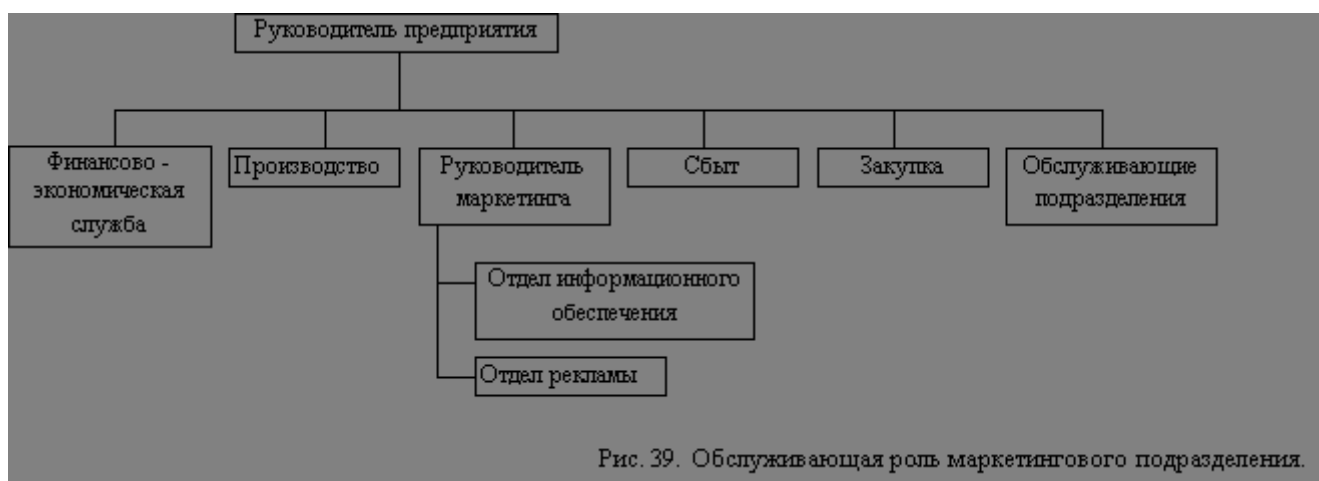 Руководитель предприятия
Финансово -
экономическая
служба
Производство
Руководитель
маркетинга
Сбыт
Закупка
Обслуживающие
подразделения
Отдел информационного
обеспечения
Отдел рекламы
Рис. 39. Обслуживающая роль маркетингового подразделения.